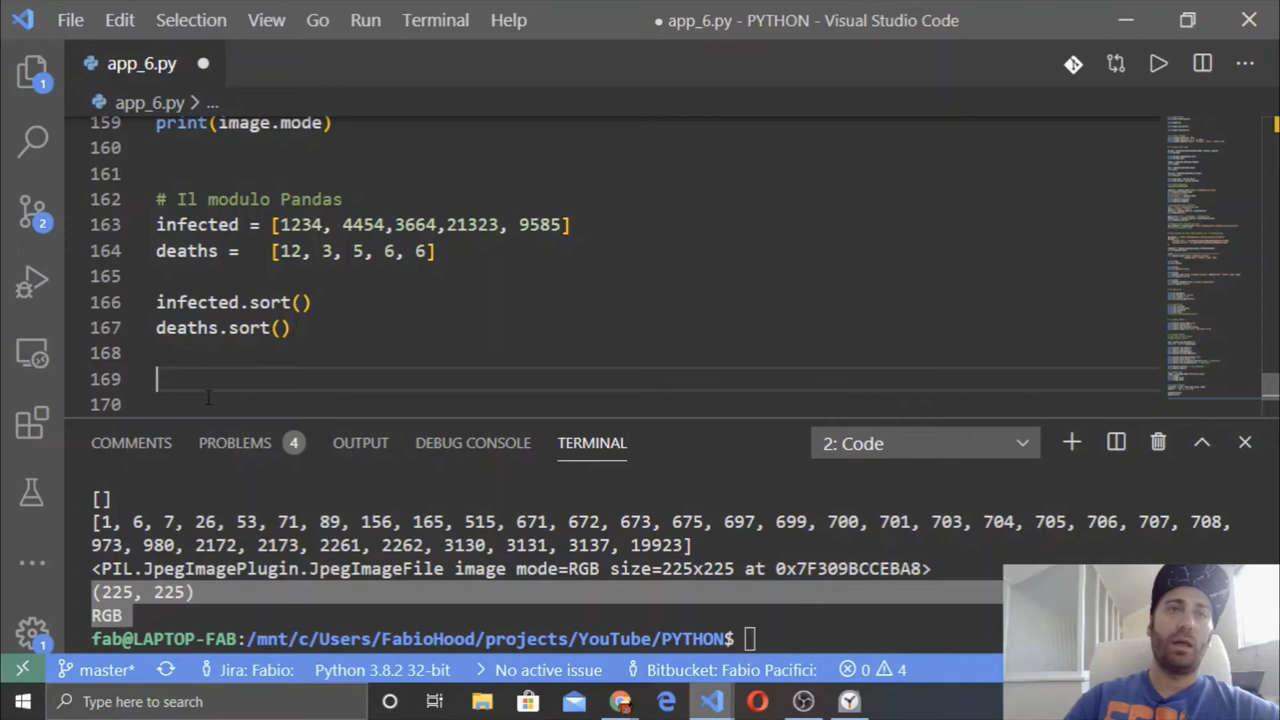 File Edit Selection View Go Run Terminal Help ● app_6.py - PYTHON - Visual Studio Code
1 app_6.py ●
app_6.py > ...
159 print(image.mode)
160
161
162 # Il modulo Pandas
163 infected = [1234, 4454,3664,21323, 9585]
164 deaths = [12, 3, 5, 6, 6]
165
166 infected.sort()
2 167 deaths.sort()
168
169
170
COMMENTS PROBLEMS 4 OUTPUT DEBUG CONSOLE TERMINAL 2: Code
[]
[1, 6, 7, 26, 53, 71, 89, 156, 165, 515, 671, 672, 673, 675, 697, 699, 700, 701, 703, 704, 705, 706, 707, 708,
973, 980, 2172, 2173, 2261, 2262, 3130, 3131, 3137, 19923]
<PIL.JpegImagePlugin.JpegImageFile image mode=RGB size=225x225 at 0x7F309BCCEBA8>
(225, 225)
RGB
1 fab@LAPTOP-FAB:/mnt/c/Users/FabioHood/projects/YouTube/PYTHON$
master* Jira: Fabio: Python 3.8.2 32-bit No active issue Bitbucket: Fabio Pacifici: 0 4
Type here to search